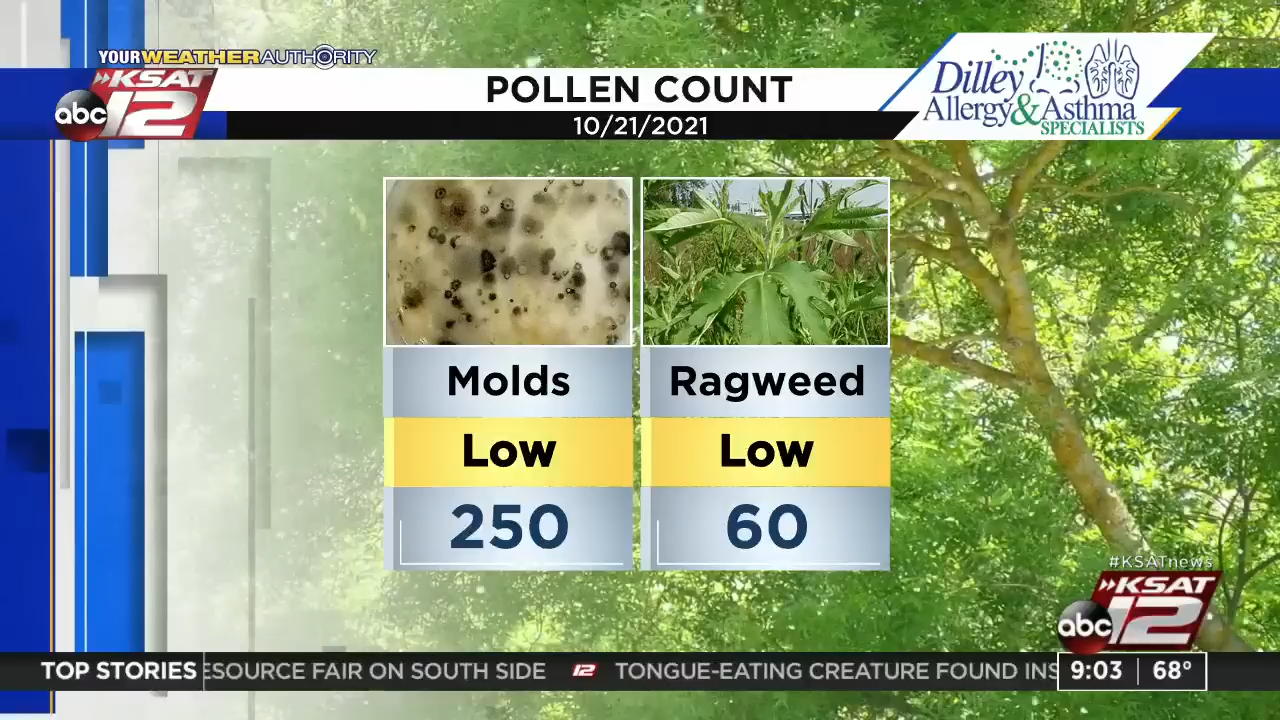 YOUR WEATHER AUTHORITY
KSAT
abc 12
POLLEN COUNT
10/21/2021
Dilley
Allergy & Asthma
SPECIALISTS
Molds Ragweed
Low Low
250 60
#KSATnews
KSAT
abc 12
TOP STORIES ESOURCE FAIR ON SOUTH SIDE 12 TONGUE-EATING CREATURE FOUND INS 9:03 68°